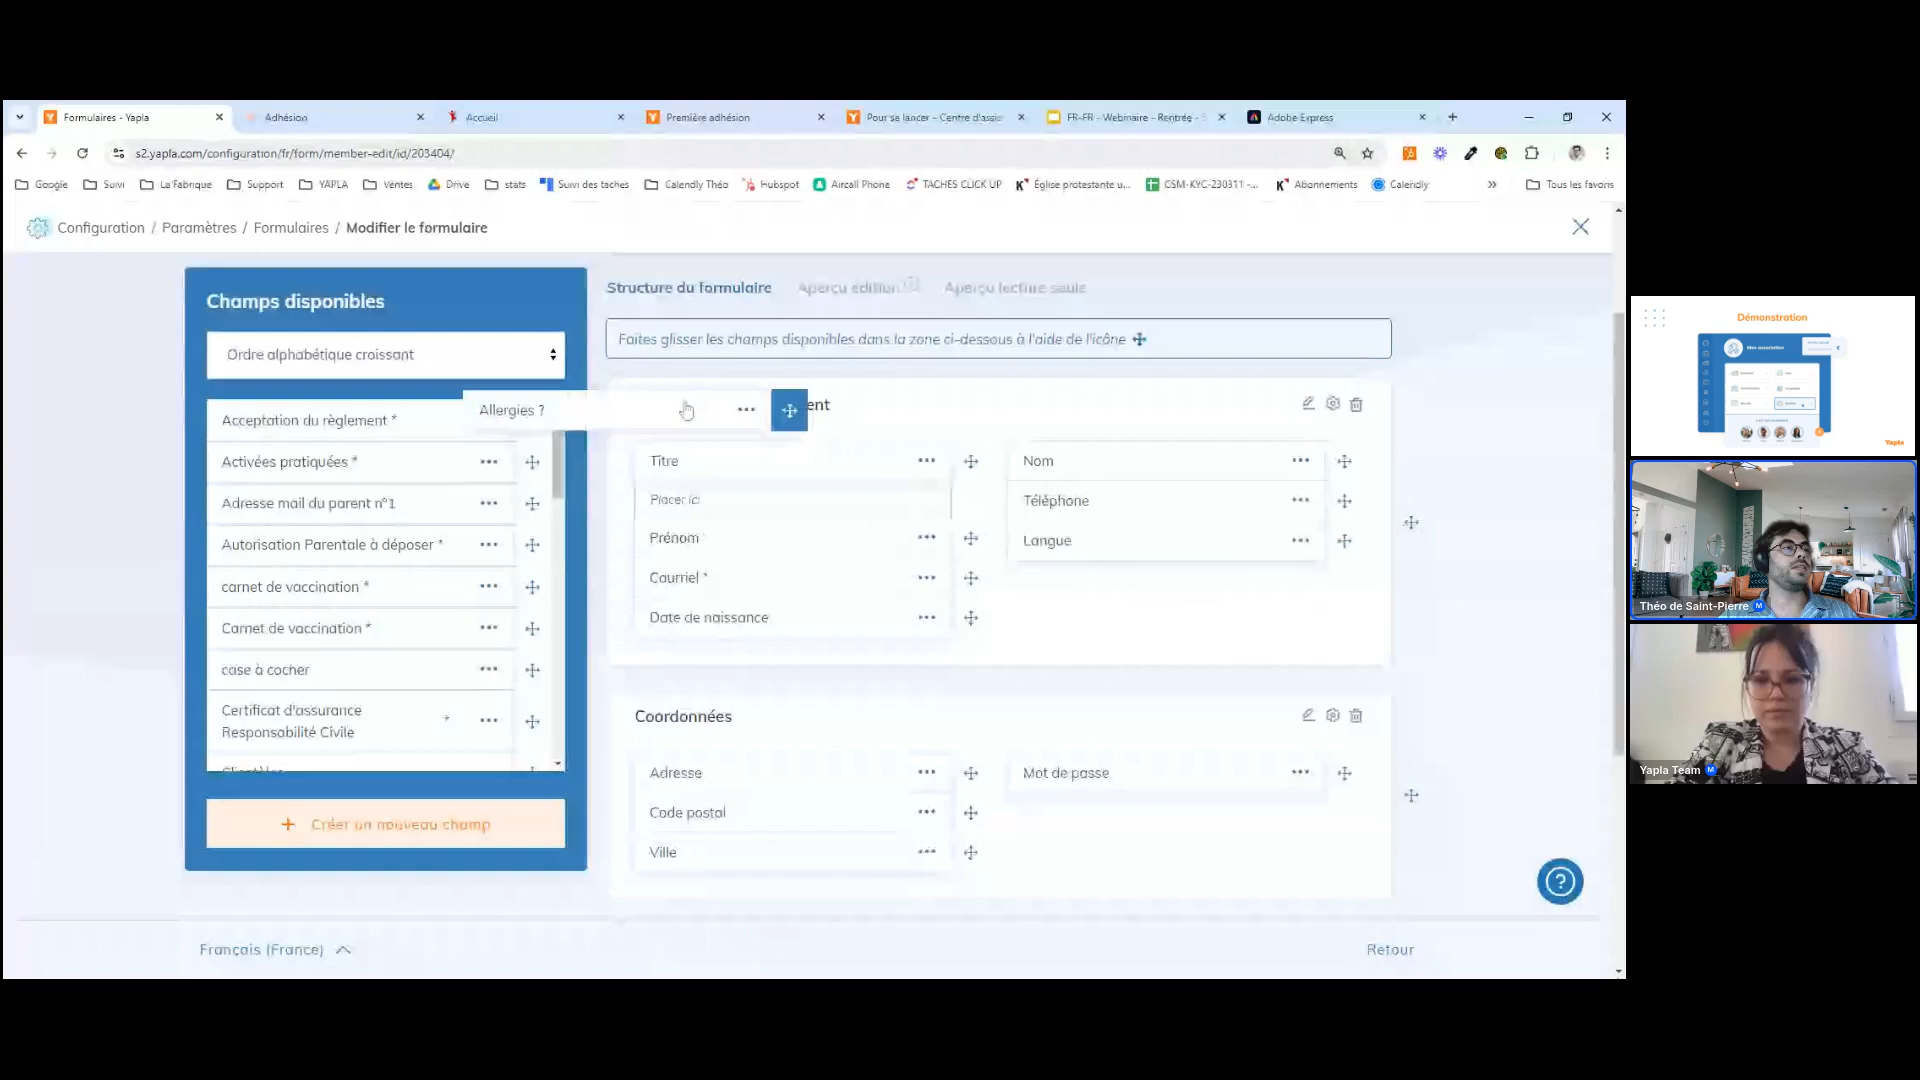 Formulaires - Yapla
Adhésion
Accueil
Première adhésion
Pour se lancer - Centre d'assis
FR-FR - Webinaire - Rentrée -
Adobe Express
s2.yapla.com/configuration/fr/form/member-edit/id/203404/
Google
Suivi
La Fabrique
Support
YAPLA
Ventes
Drive
stats
Suivi des taches
Calendly Théo
Hubspot
Aircall Phone
TACHES CLICK UP
Église protestante u...
CSM-KYC-230311 -...
Abonnements
Calendly
Tous les favoris
Configuration / Paramètres / Formulaires / Modifier le formulaire
Champs disponibles
Ordre alphabétique croissant
Acceptation du règlement *
Activées pratiquées *
Adresse mail du parent n°1
Autorisation Parentale à déposer *
carnet de vaccination *
Carnet de vaccination *
case à cocher
Certificat d'assurance
Responsabilité Civile *
+ Créer un nouveau champ
Structure du formulaire
Aperçu édition
Aperçu lecture seule
Faites glisser les champs disponibles dans la zone ci-dessous à l'aide de l'icône
Allergies ?
ent
Titre
Placer ici
Prénom
Courriel *
Date de naissance
Nom
Téléphone
Langue
Coordonnées
Adresse
Code postal
Ville
Mot de passe
Français (France)
Retour
Démonstration
Mon association
Yapla
Théo de Saint-Pierre
Yapla Team